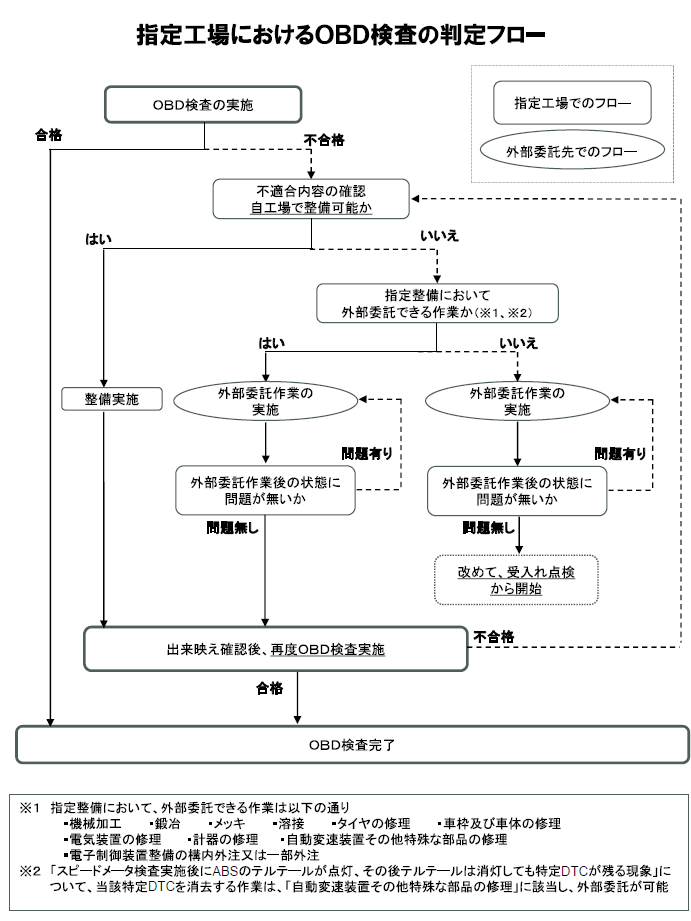 指定工場におけるOBD検査の判定フロー
OBD検査の実施
指定工場でのフロー
外部委託先でのフロー
合格
不合格
不適合内容の確認
自工場で整備可能か
はい
いいえ
指定整備において
外部委託できる作業か(※1、※2)
はい
いいえ
整備実施
外部委託作業の
実施
外部委託作業の
実施
問題有り
問題有り
外部委託作業後の状態に
問題が無いか
外部委託作業後の状態に
問題が無いか
問題無し
問題無し
改めて、受入れ点検
から開始
出来映え確認後、再度OBD検査実施
不合格
合格
OBD検査完了
※1 指定整備において、外部委託できる作業は以下の通り
・機械加工 ・鍛冶 ・メッキ ・溶接 ・タイヤの修理 ・車枠及び車体の修理
・電気装置の修理 ・計器の修理 ・自動変速装置その他特殊な部品の修理
・電子制御装置整備の構内外注又は一部外注
※2 「スピードメータ検査実施後にABSのテルテールが点灯、その後テルテールは消灯しても特定DTCが残る現象」に
ついて、当該特定DTCを消去する作業は、「自動変速装置その他特殊な部品の修理」に該当し、外部委託が可能